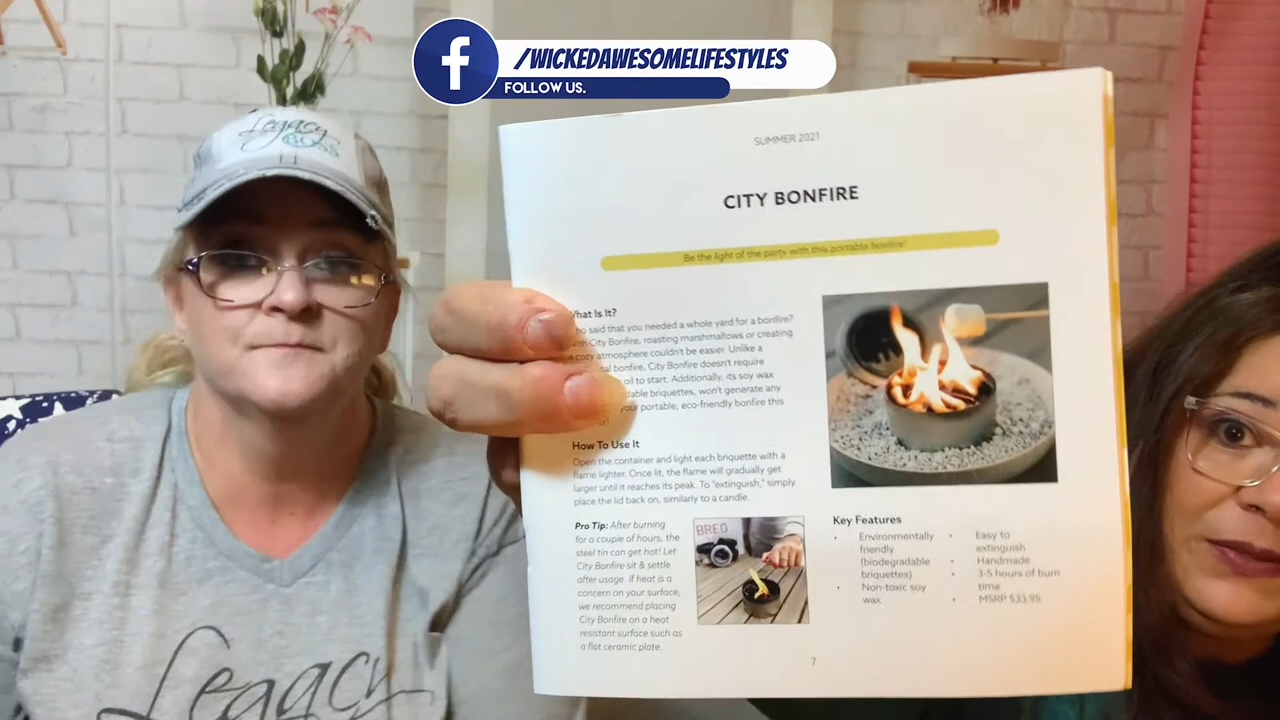 /WICKEDAWESOMELIFESTYLES
FOLLOW US.
Legacy
BOSS
SUMMER 2021
CITY BONFIRE
Be the light of the party with this portable bonfire!
hat Is It?
ho said that you needed a whole yard for a bonfire?
ith City Bonfire, roasting marshmallows or creating
a cozy atmosphere couldn't be easier. Unlike a
nal bonfire, City Bonfire doesn't require
r oil to start. Additionally, its soy wax
dable briquettes, won't generate any
your portable, eco-friendly bonfire this
How To Use It
Open the container and light each briquette with a
flame lighter. Once lit, the flame will gradually get
larger until it reaches its peak. To "extinguish," simply
place the lid back on, similarly to a candle.
Pro Tip: After burning
for a couple of hours, the
steel tin can get hot! Let
City Bonfire sit & settle
after usage. If heat is a
concern on your surface,
we recommend placing
City Bonfire on a heat
resistant surface such as
a flat ceramic plate.
BREO
Key Features
• Environmentally
friendly
(biodegradable
briquettes)
• Non-toxic soy
wax
• Easy to
extinguish
• Handmade
• 3-5 hours of burn
time
• MSRP $33.95
7
Legacy